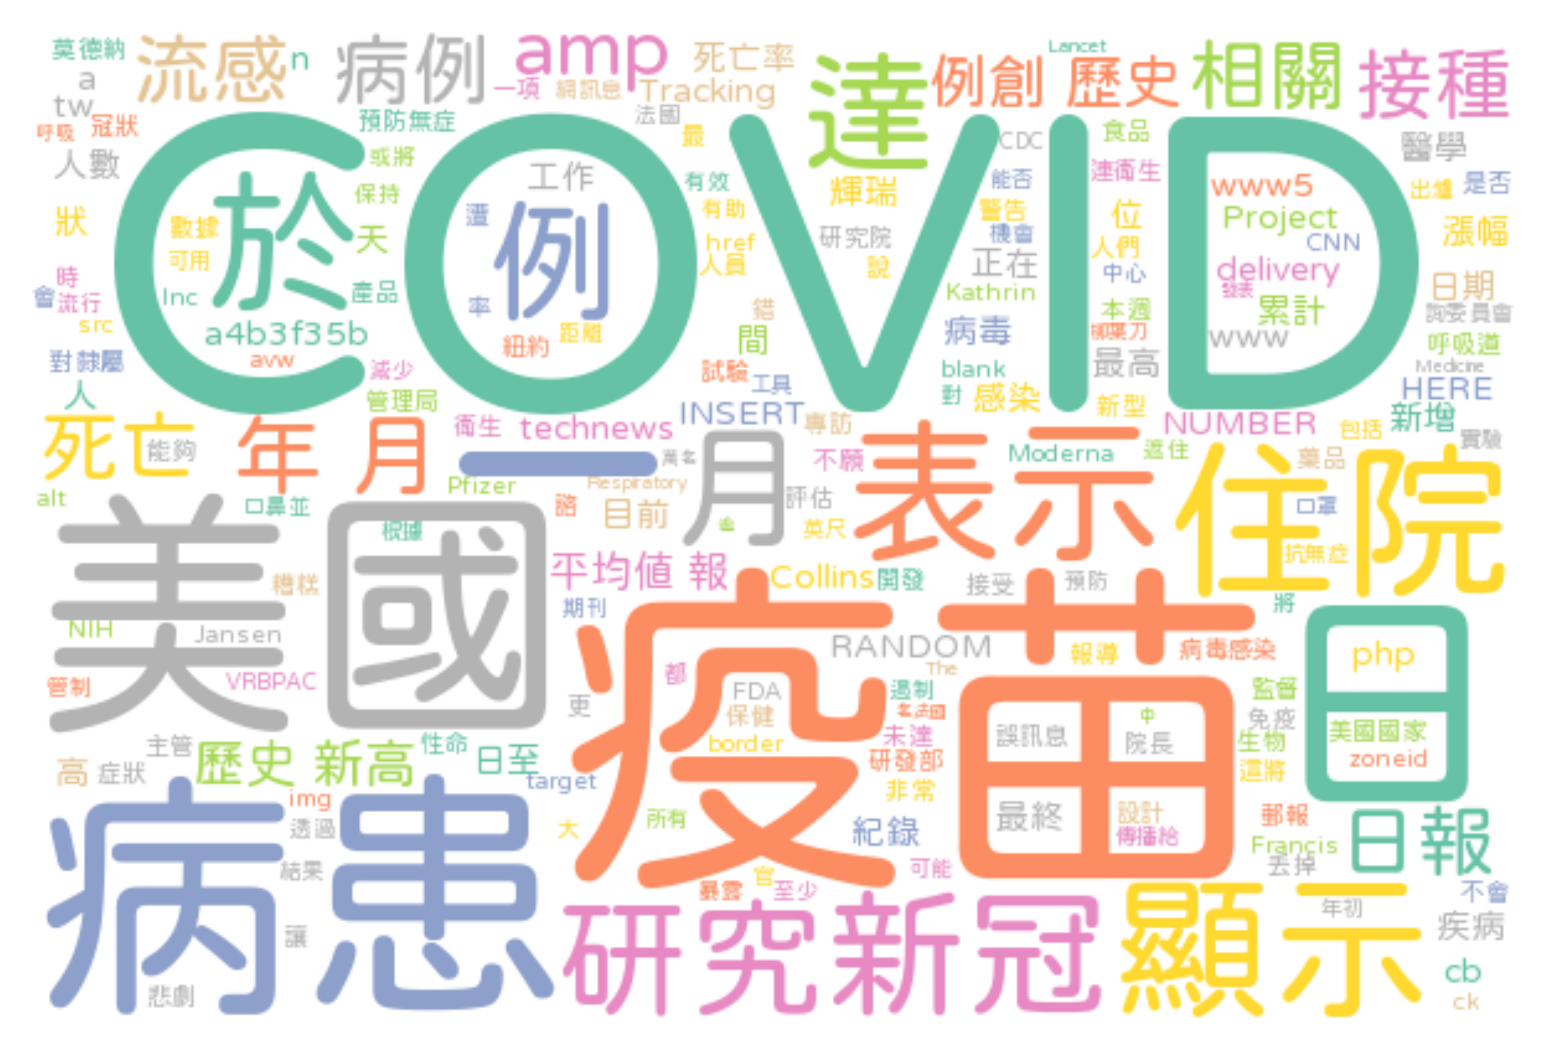 莫德納 流感 n 病例 amp 死亡率 Lancet
a 一項 網訊息 Tracking 達 例創 歷史 相關 接種
tw 法國
呼吸 冠狀 預防無症 最 CDC 食品 醫學
人數 或將 工作 連衛生
COVID
保持 有效 輝瑞 能否 www5 出爐 是否
狀 數據 於 天 遭 例 有助 警告 位 Project 漲幅
可用 href 研究院 機會 人們 CNN
時 人員 說 正在 中心 delivery 日期
會 流行 Inc 產品 率 錯 Kathrin 本週 發表 累計 詢委員會
src a4b3f35b 紐約 距離 間 病毒 柳葉刀 www 呼吸道
對 隸屬 avw 減少 試驗 工具 blank 最高 Medicine
人 管理局 對 感染 新型 HERE
死亡 能夠 年 月 衛生 technews INSERT 專訪 NUMBER 包括 新增
一 萬名 月 不願 表示 Moderna 遮住 住院 藥品 實驗
alt 口鼻並 Pfizer Respiratory 評估 口罩
根據 諮 目前 英尺 抗無症
美國 糟糕 平均值 報 Collins 開發 接受 預防 將
NIH Jansen 期刊 疫苗 RANDOM 報導 病毒感染 日 php
管制 VRBPAC 更 都 FDA The 遏制 監督
保健 名法國 誤訊息 中 院長 免疫 美國國家
主管 歷史 新高 性命 日至 border 未達 生物 zoneid
高 症狀 target 研發部 這將
病患 img 非常 最終 設計 郵報 日報
透過 大 所有 紀錄 傳播給 Francis
結果 官 可能 丟掉
讓 暴露 至少 研究 新冠 顯示 年初 不會
悲劇 疾病
cb
ck